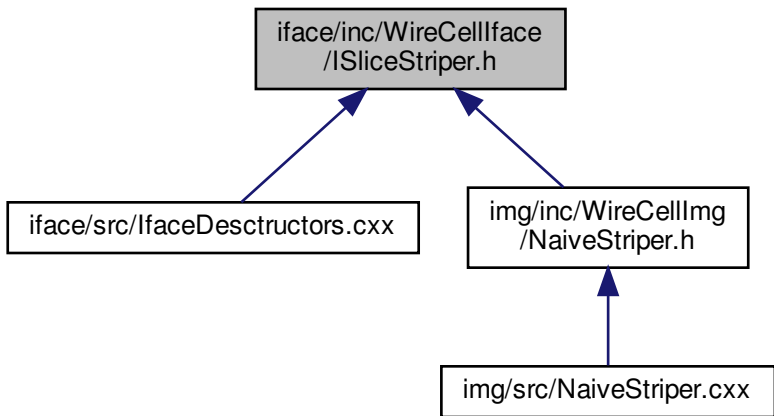 iface/inc/WireCellIface
/ISliceStriper.h
iface/src/IfaceDesctructors.cxx
img/inc/WireCellImg
/NaiveStriper.h
img/src/NaiveStriper.cxx